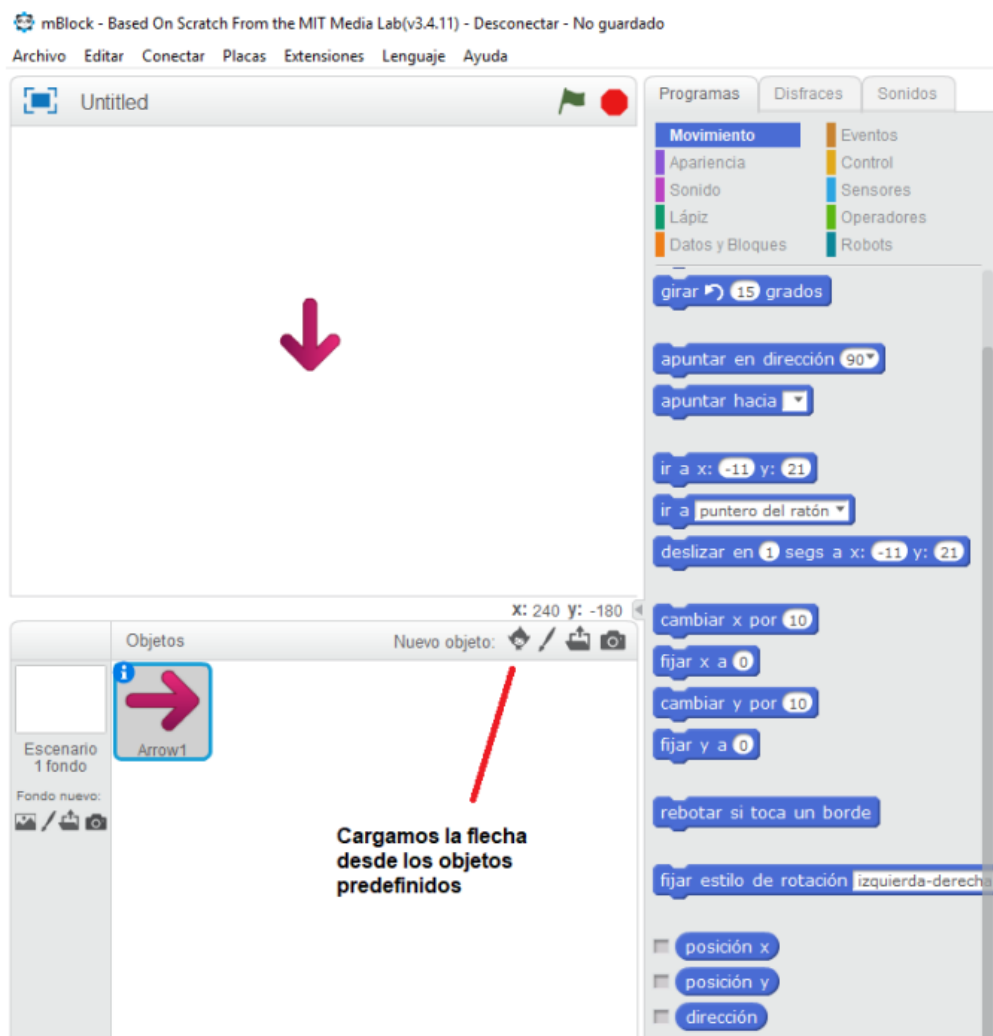 mBlock - Based On Scratch From the MIT Media Lab(v3.4.11) - Desconectar - No guardado
Archivo Editar Conectar Placas Extensiones Lenguaje Ayuda
Untitled
Programas Disfraces Sonidos
Movimiento Eventos
Apariencia Control
Sonido Sensores
Lápiz Operadores
Datos y Bloques Robots
girar 15 grados
apuntar en dirección 90
apuntar hacia
ir a x: -11 y: 21
ir a puntero del ratón
deslizar en 1 segs a x: -11 y: 21
cambiar x por 10
fijar x a 0
cambiar y por 10
fijar y a 0
rebotar si toca un borde
fijar estilo de rotación izquierda-derecha
posición x
posición y
dirección
x: 240 y: -180
Objetos Nuevo objeto:
Arrow1
Escenario
1 fondo
Fondo nuevo:
Cargamos la flecha
desde los objetos
predefinidos